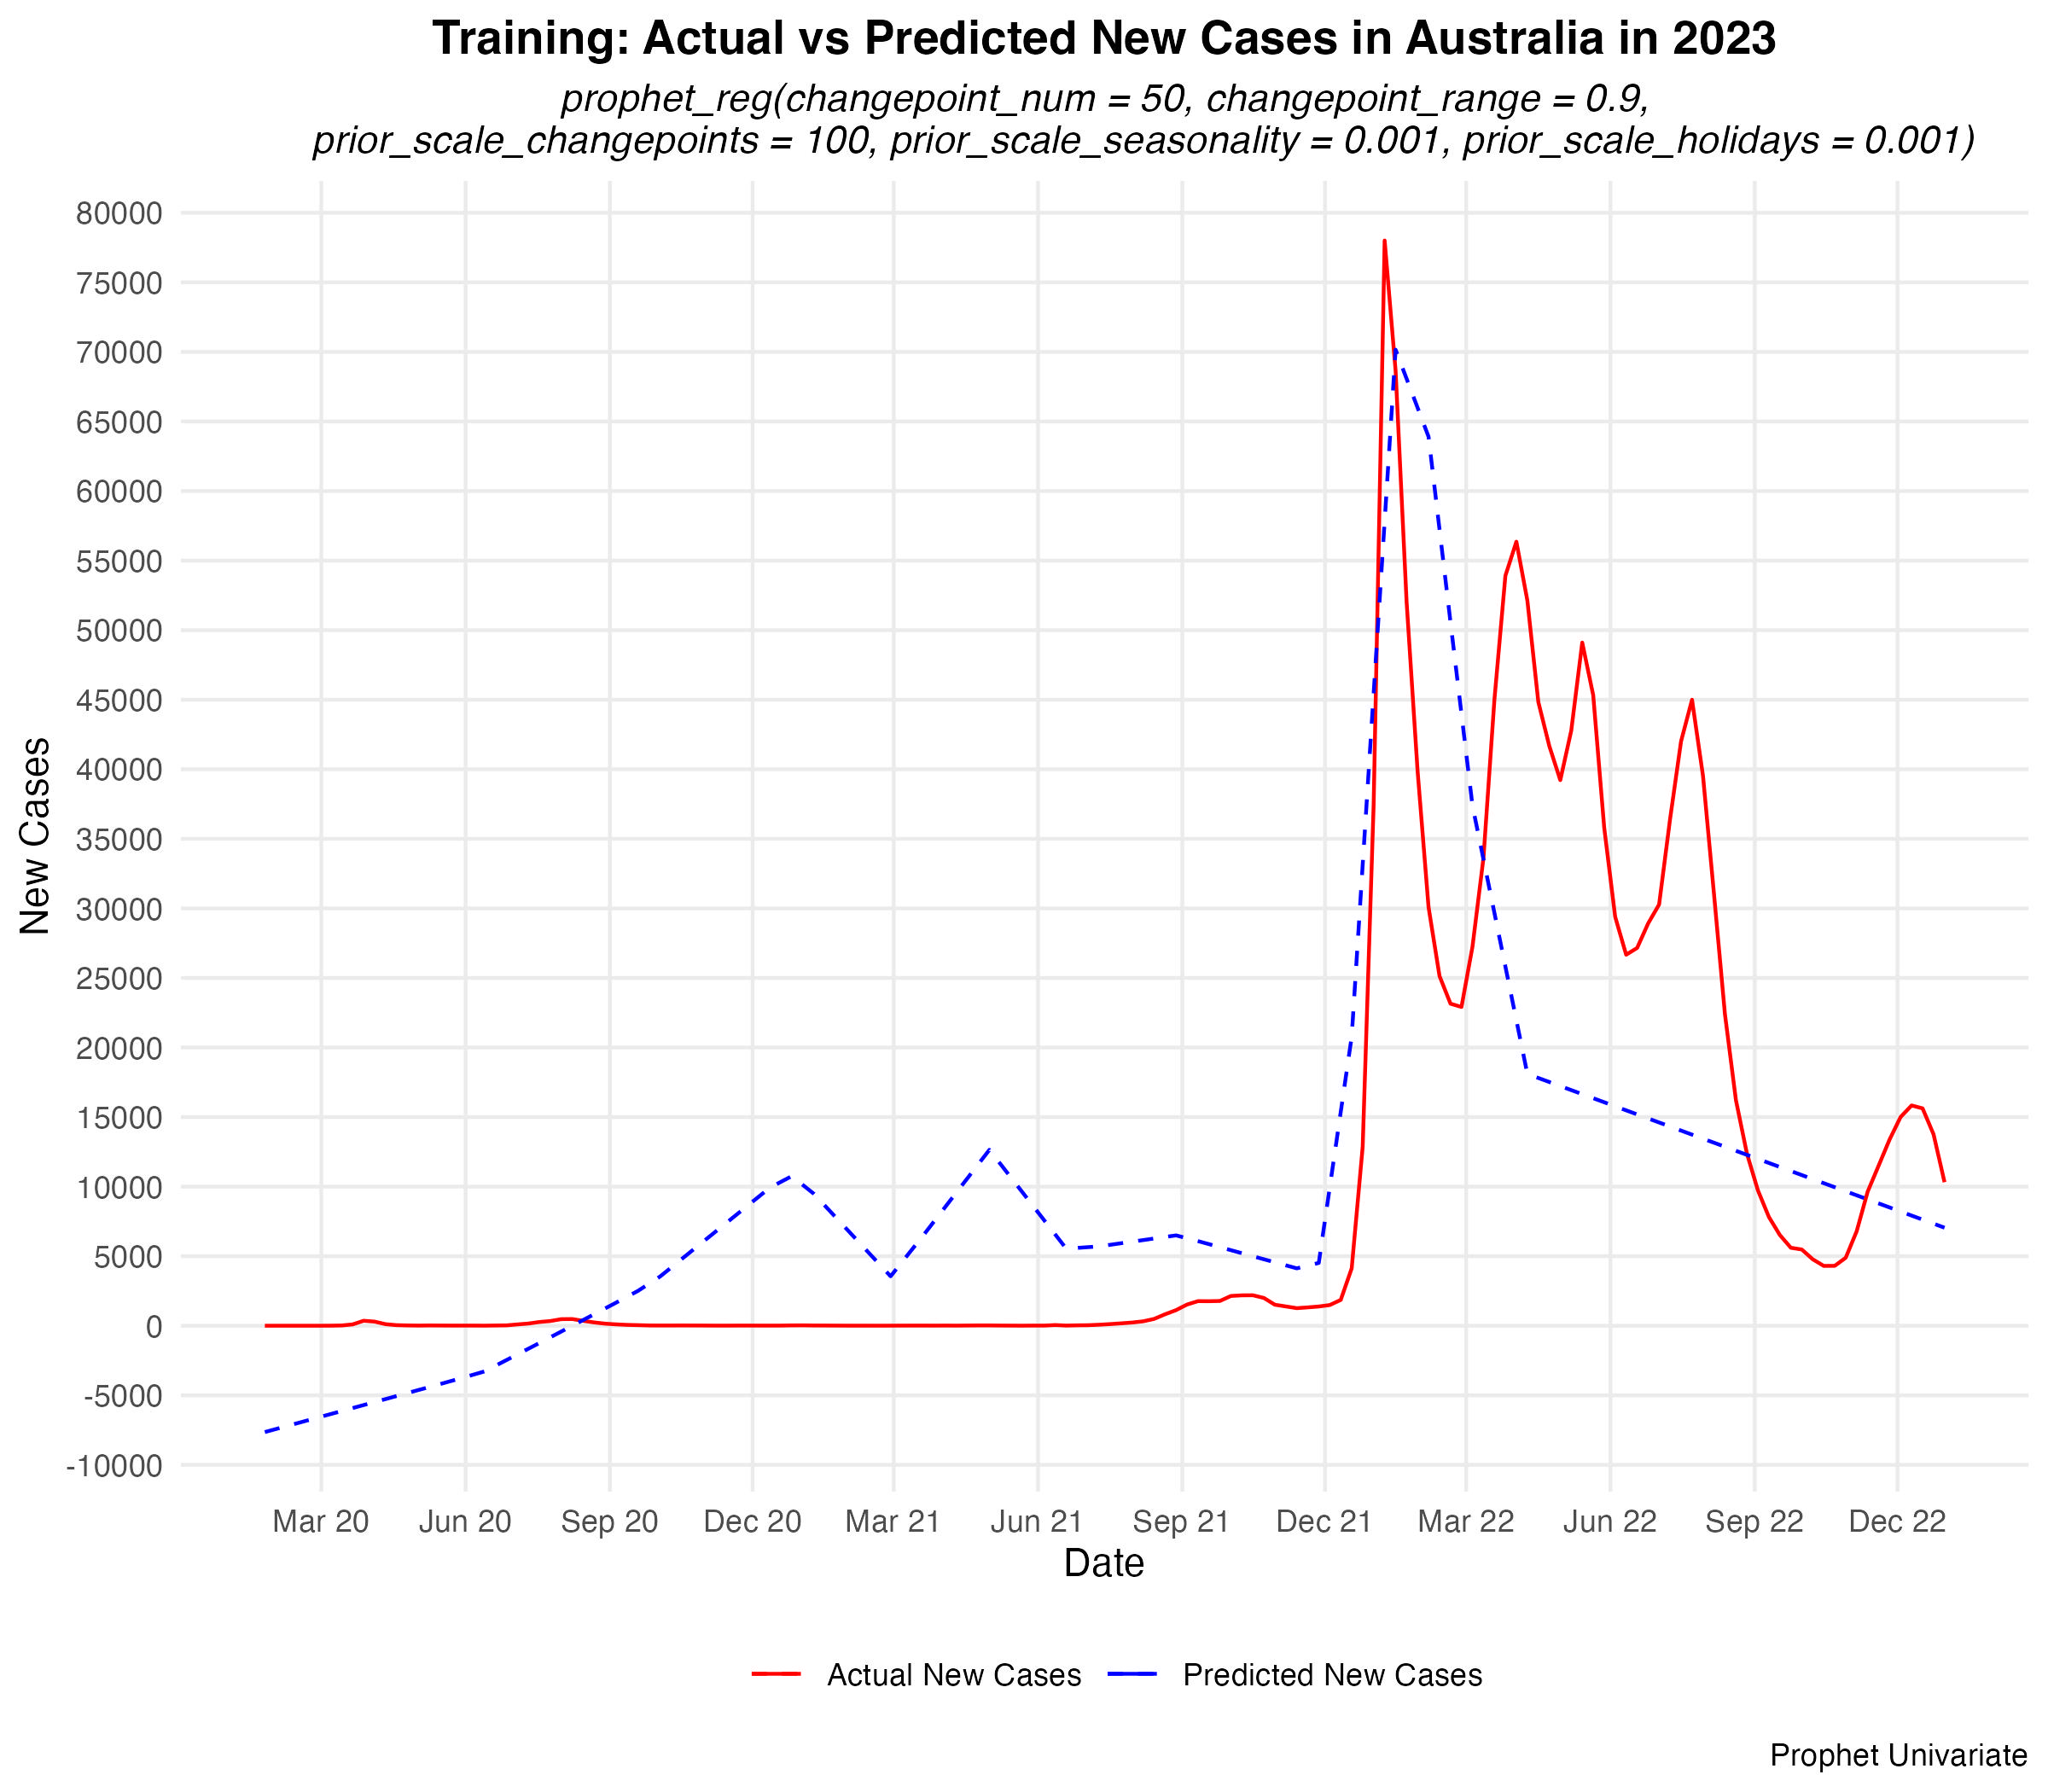 Training: Actual vs Predicted New Cases in Australia in 2023
prophet_reg(changepoint_num = 50, changepoint_range = 0.9,
prior_scale_changepoints = 100, prior_scale_seasonality = 0.001, prior_scale_holidays = 0.001)
New Cases
80000
75000
70000
65000
60000
55000
50000
45000
40000
35000
30000
25000
20000
15000
10000
5000
0
-5000
-10000
Mar 20 Jun 20 Sep 20 Dec 20 Mar 21 Jun 21 Sep 21 Dec 21 Mar 22 Jun 22 Sep 22 Dec 22
Date
Actual New Cases Predicted New Cases
Prophet Univariate